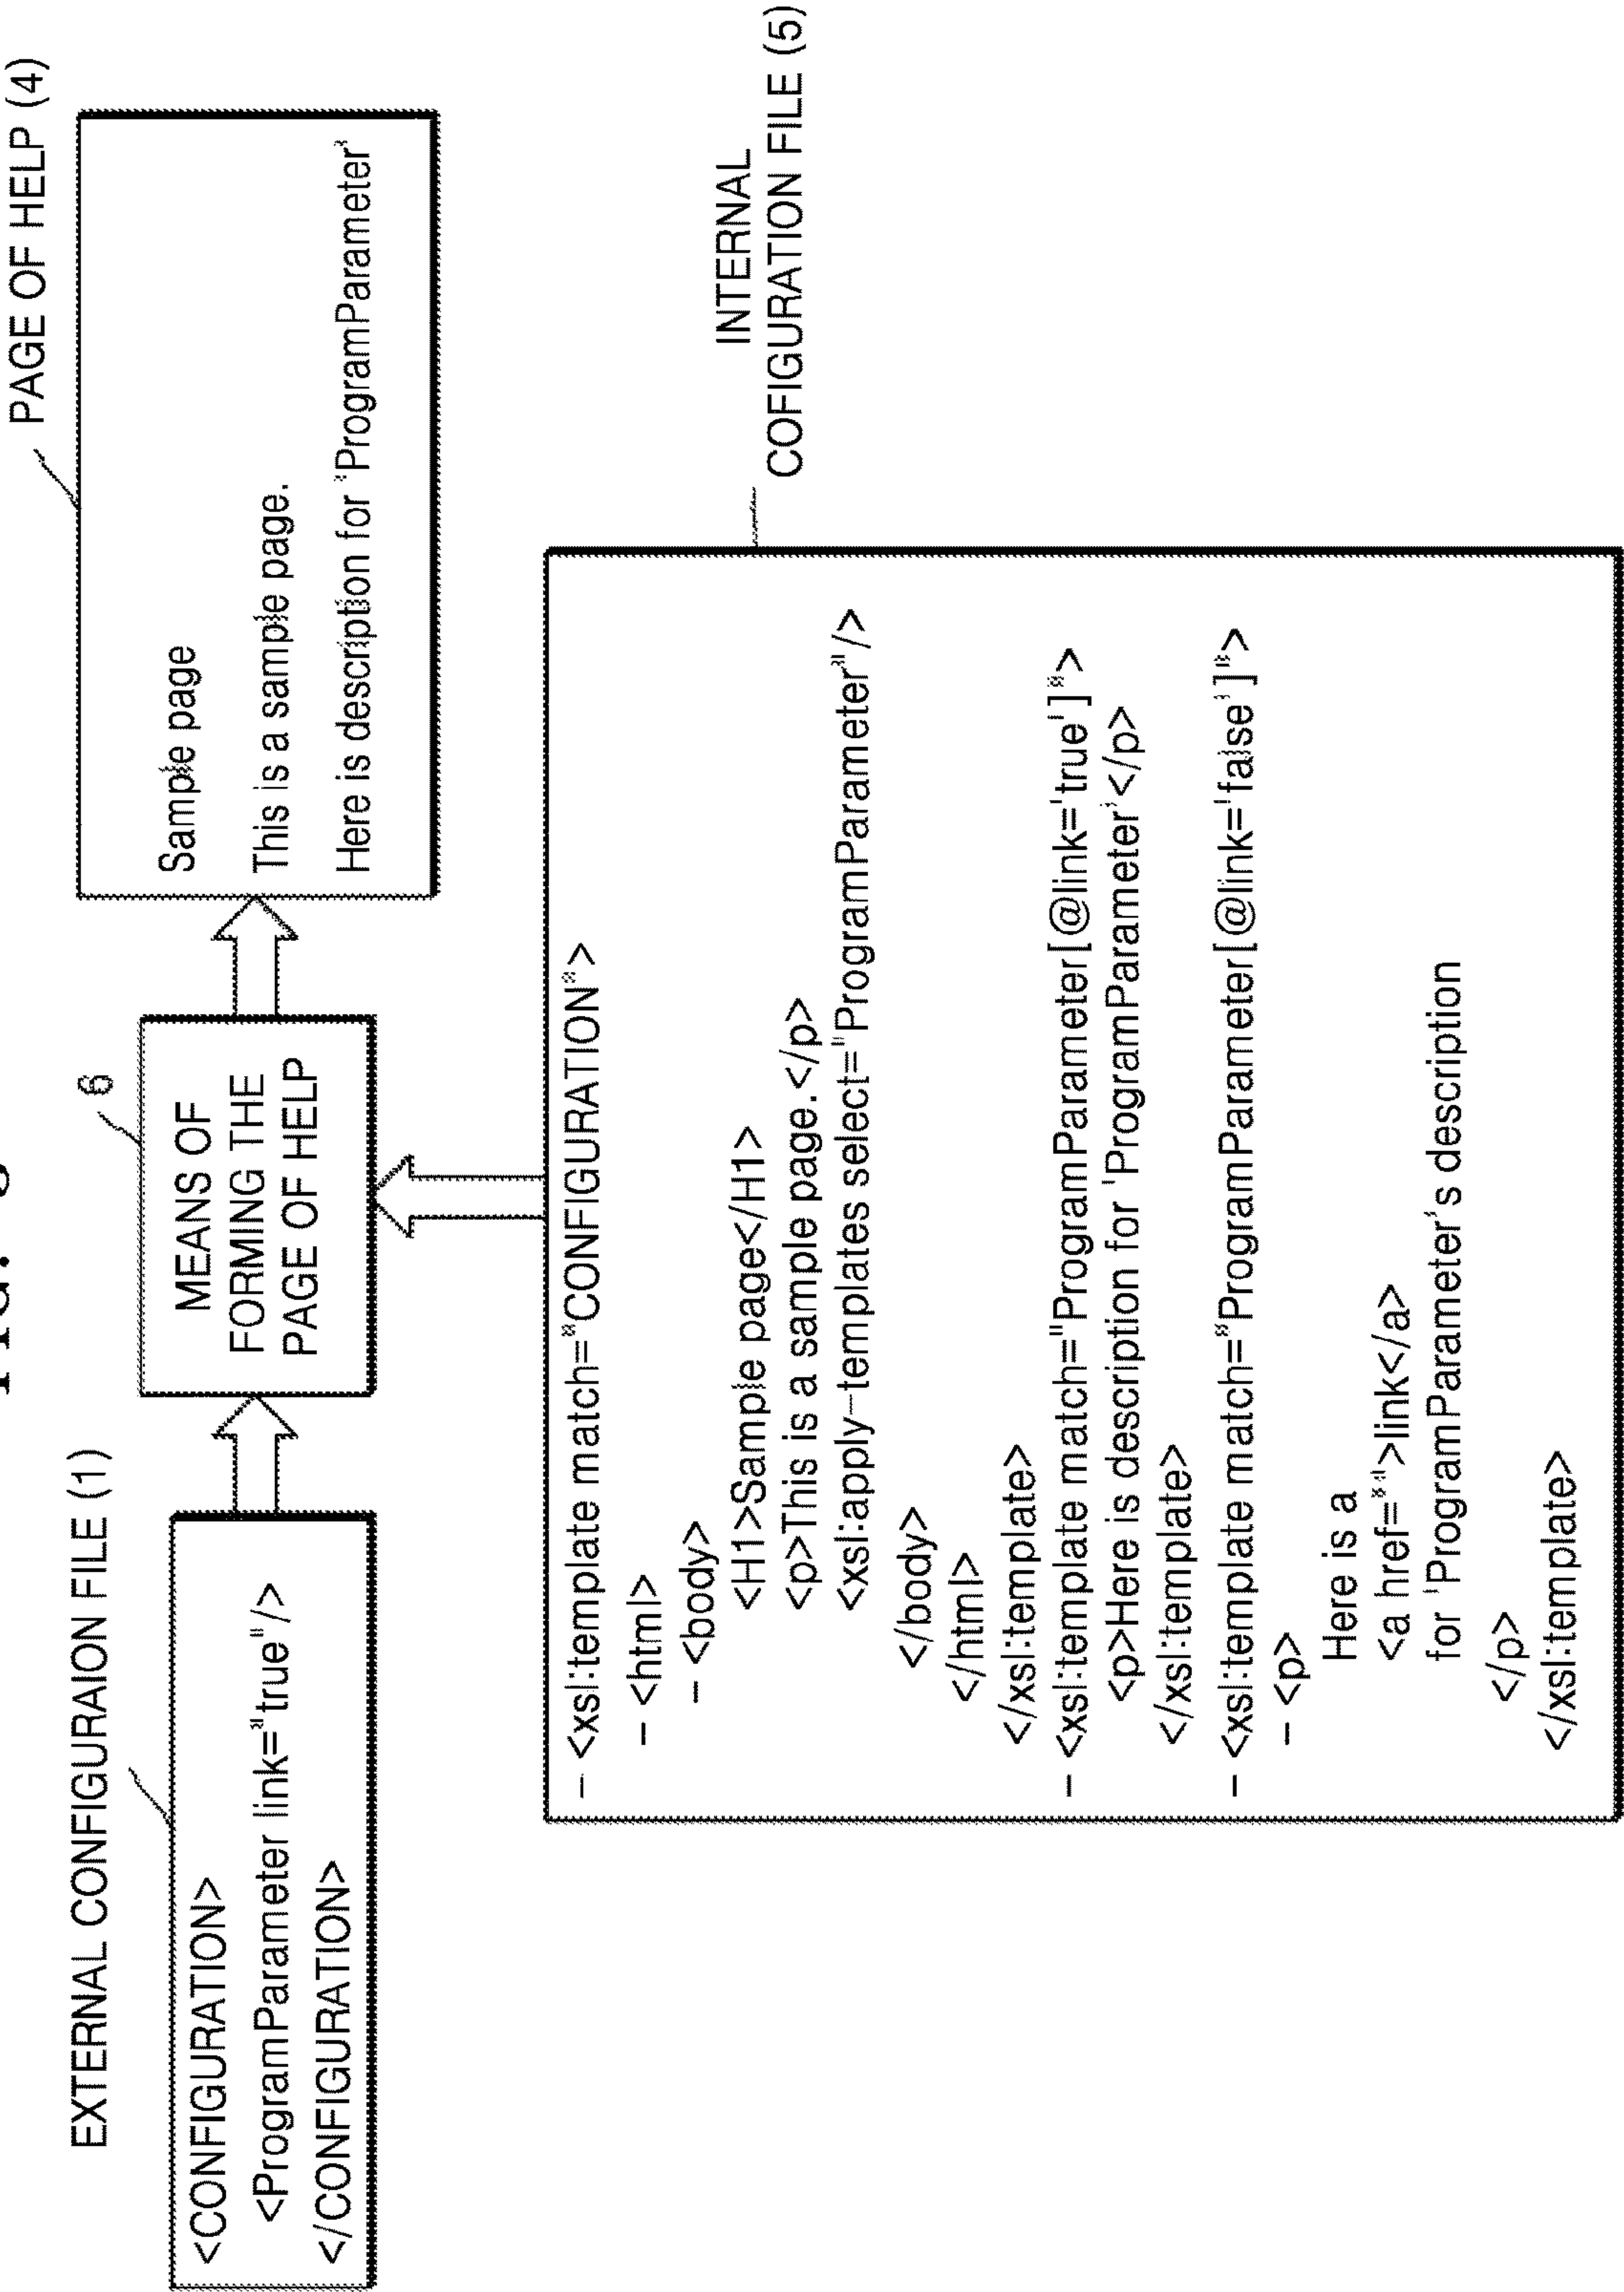 EXTERNAL CONFIGURAION FILE (1)
<CONFIGURATION>
<ProgramParameter link="true"/>
</CONFIGURATION>
6
MEANS OF
FORMING THE
PAGE OF HELP
PAGE OF HELP (4)
Sample page
This is a sample page.
Here is description for 'ProgramParameter'
INTERNAL
COFIGURATION FILE (5)
– <xsl:template match="CONFIGURATION">
– <html>
– <body>
<H1>Sample page</H1>
<p>This is a sample page.</p>
<xsl:apply-templates select="ProgramParameter"/>
</body>
</html>
</xsl:template>
– <xsl:template match="ProgramParameter[@link='true']">
<p>Here is description for 'ProgramParameter'</p>
</xsl:template>
– <xsl:template match="ProgramParameter[@link='false']">
– <p>
Here is a
<a href="">link</a>
for 'ProgramParameter's description
</p>
</xsl:template>